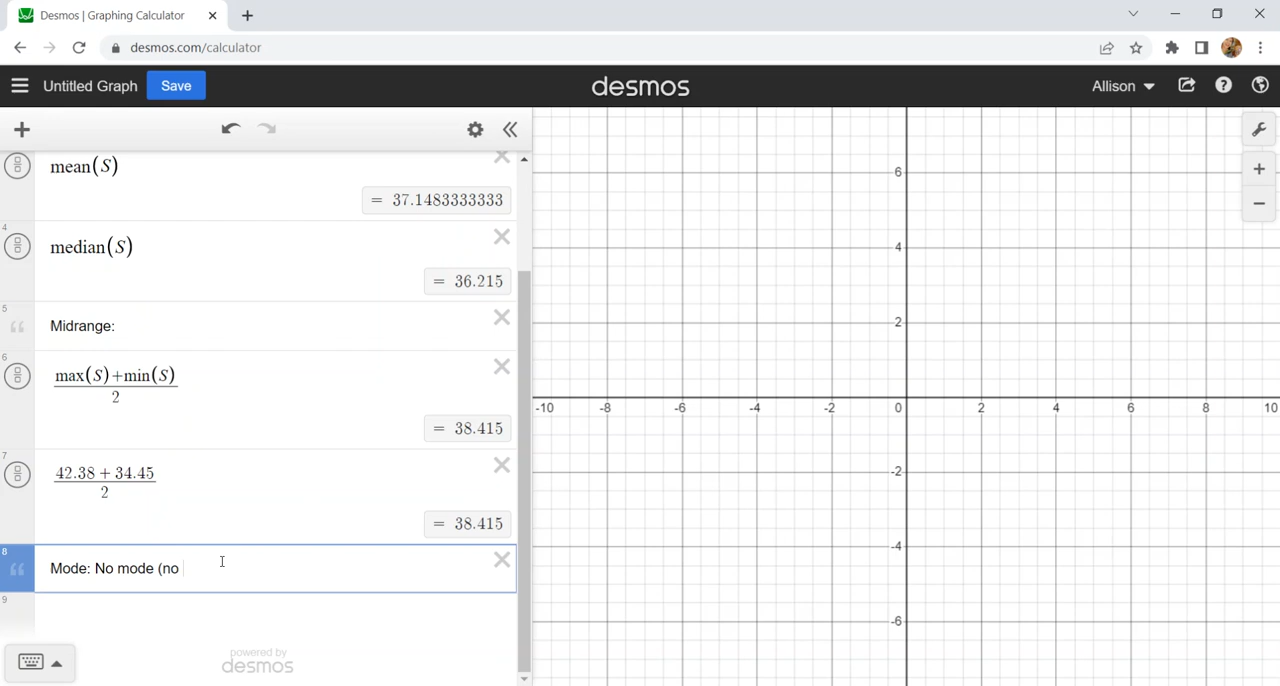 Desmos | Graphing Calculator
desmos.com/calculator
Untitled Graph Save desmos Allison
mean(S)
= 37.1483333333
4
median(S)
= 36.215
5
Midrange:
6
max(S)+min(S)
2
= 38.415
7
42.38 + 34.45
2
= 38.415
8
Mode: No mode (no
9
powered by
desmos
6
4
2
-10 -8 -6 -4 -2 0 2 4 6 8 10
-2
-4
-6